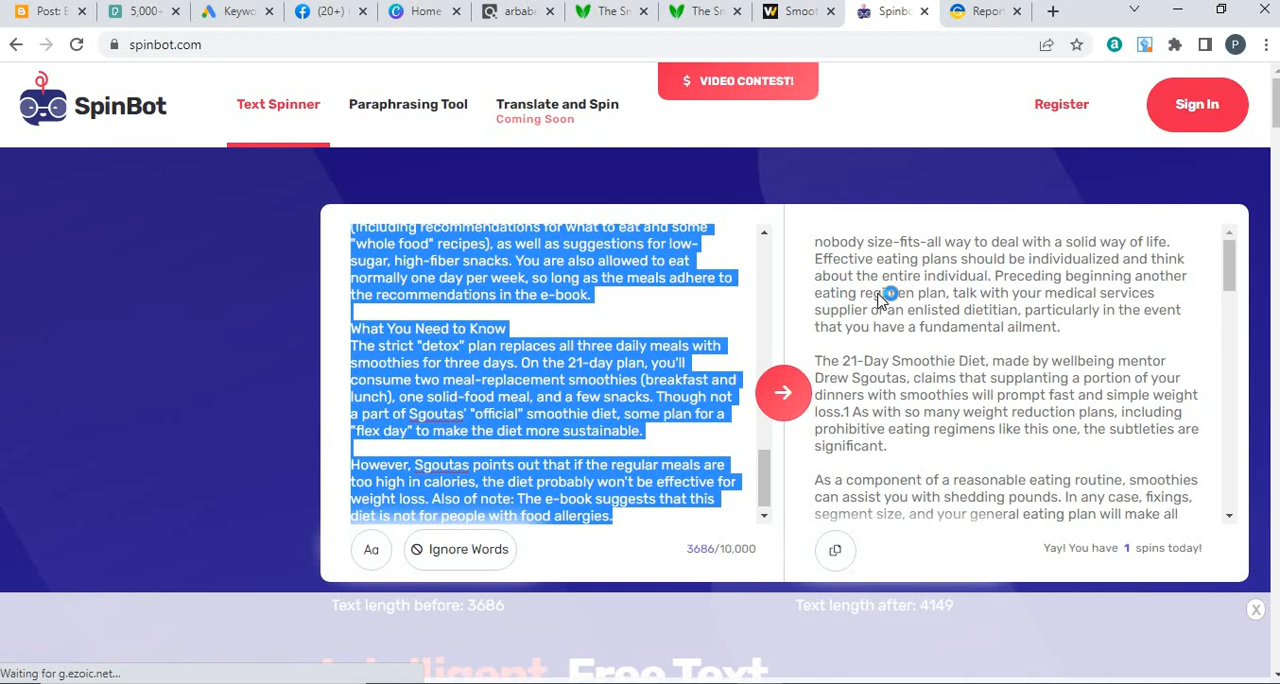 Post: E
5,000+
Keywo
(20+)
Home
arbabi
The Sm
The Sm
Smoot
Spinbo
Report
spinbot.com
P
SpinBot
Text Spinner
Paraphrasing Tool
Translate and Spin
Coming Soon
$ VIDEO CONTEST!
Register
Sign In
(including recommendations for what to eat and some
"whole food" recipes), as well as suggestions for low-
sugar, high-fiber snacks. You are also allowed to eat
normally one day per week, so long as the meals adhere to
the recommendations in the e-book.
What You Need to Know
The strict "detox" plan replaces all three daily meals with
smoothies for three days. On the 21-day plan, you'll
consume two meal-replacement smoothies (breakfast and
lunch), one solid-food meal, and a few snacks. Though not
a part of Sgoutas' "official" smoothie diet, some plan for a
"flex day" to make the diet more sustainable.
However, Sgoutas points out that if the regular meals are
too high in calories, the diet probably won't be effective for
weight loss. Also of note: The e-book suggests that this
diet is not for people with food allergies.
Aa
Ignore Words
3686/10,000
nobody size-fits-all way to deal with a solid way of life.
Effective eating plans should be individualized and think
about the entire individual. Preceding beginning another
eating regimen plan, talk with your medical services
supplier or an enlisted dietitian, particularly in the event
that you have a fundamental ailment.
The 21-Day Smoothie Diet, made by wellbeing mentor
Drew Sgoutas, claims that supplanting a portion of your
dinners with smoothies will prompt fast and simple weight
loss.1 As with so many weight reduction plans, including
prohibitive eating regimens like this one, the subtleties are
significant.
As a component of a reasonable eating routine, smoothies
can assist you with shedding pounds. In any case, fixings,
segment size, and your general eating plan will make all
Yay! You have 1 spins today!
Text length before: 3686
Text length after: 4149
X
Intelligent Free Text
Waiting for g.ezoic.net...